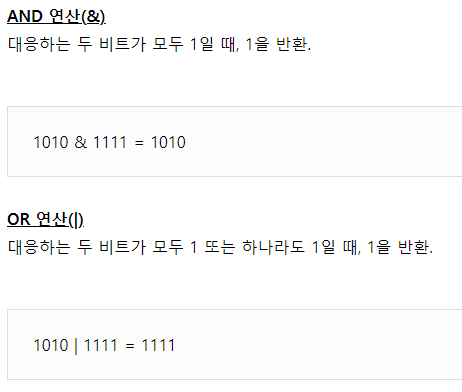 AND 연산(&)
대응하는 두 비트가 모두 1일 때, 1을 반환.
1010 & 1111 = 1010
OR 연산(|)
대응하는 두 비트가 모두 1 또는 하나라도 1일 때, 1을 반환.
1010 | 1111 = 1111